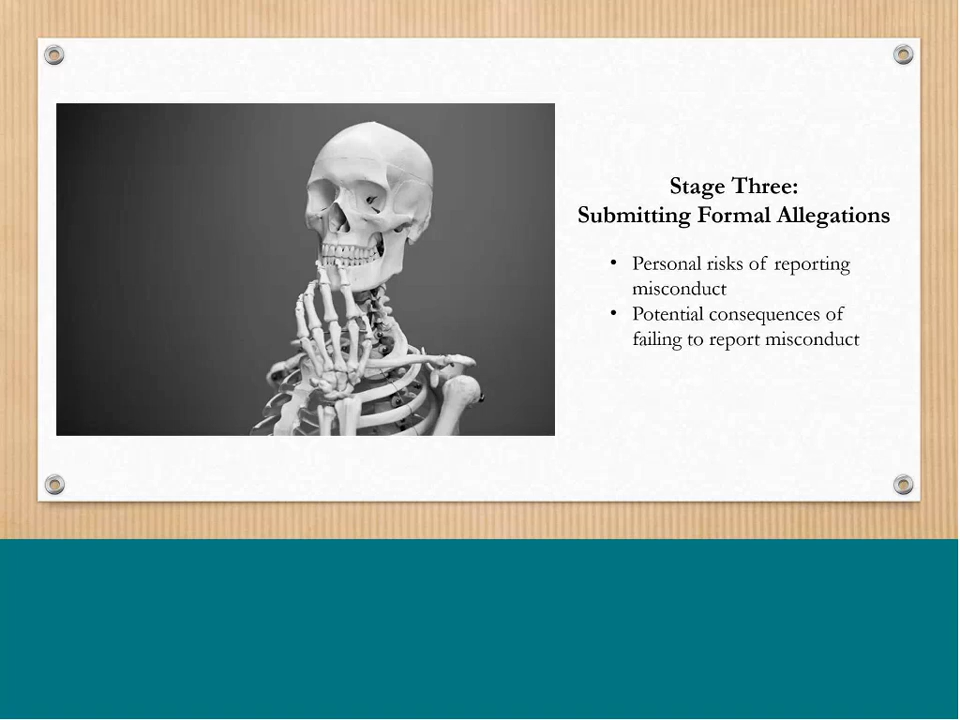 Stage Three:
Submitting Formal Allegations
• Personal risks of reporting
misconduct
• Potential consequences of
failing to report misconduct